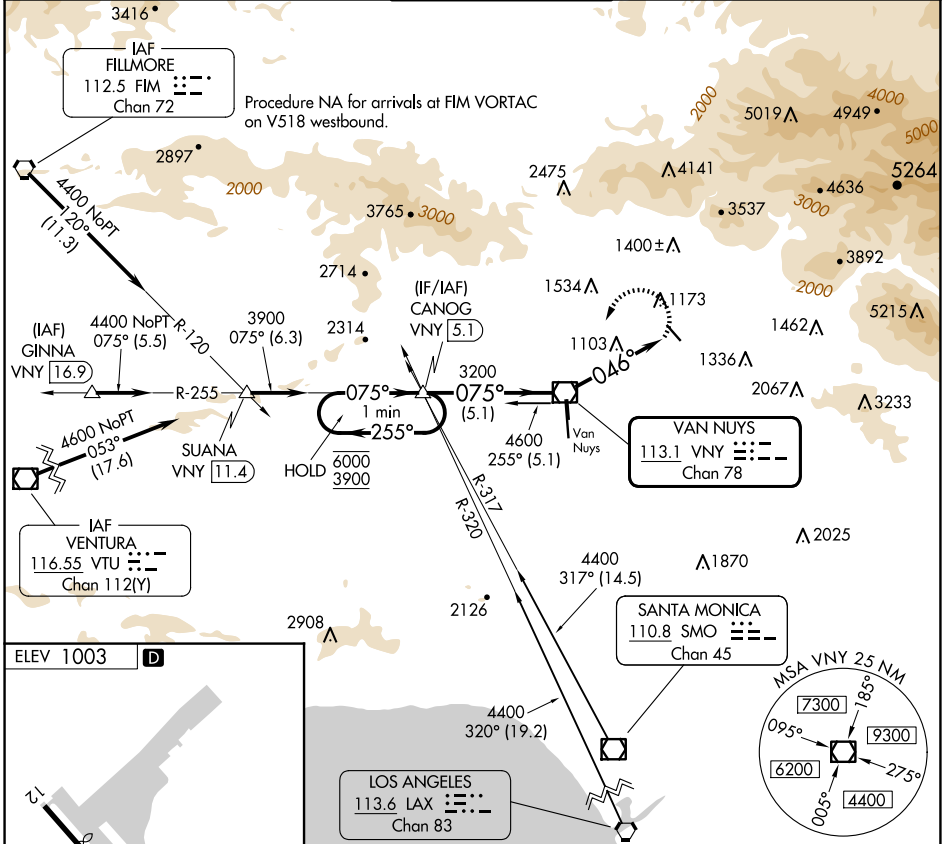 3416
IAF
FILLMORE
112.5 FIM
Chan 72
Procedure NA for arrivals at FIM VORTAC
on V518 westbound.
2897
2000
3765
3000
2475
4141
2000
5019
4949
4000
5000
5264
4636
3000
3537
3892
2000
1400±
4400 NoPT
120°
(11.3)
R-120
2714
2314
(IF/IAF)
CANOG
VNY 5.1
1534
1173
1103
046°
1462
5215
1336
2067
3233
(IAF)
GINNA
VNY 16.9
4400 NoPT
075° (5.5)
R-255
3900
075° (6.3)
075°
1 min
255°
3200
075°
(5.1)
4600
255° (5.1)
Van
Nuys
VAN NUYS
113.1 VNY
Chan 78
4600 NoPT
053°
(17.6)
SUANA
VNY 11.4
HOLD
6000
3900
IAF
VENTURA
116.55 VTU
Chan 112(Y)
R-317
R-320
4400
317° (14.5)
2025
1870
2126
2908
SANTA MONICA
110.8 SMO
Chan 45
4400
320° (19.2)
LOS ANGELES
113.6 LAX
Chan 83
ELEV 1003 D
12
MSA VNY 25 NM
7300
185°
095°
9300
6200
275°
005°
4400